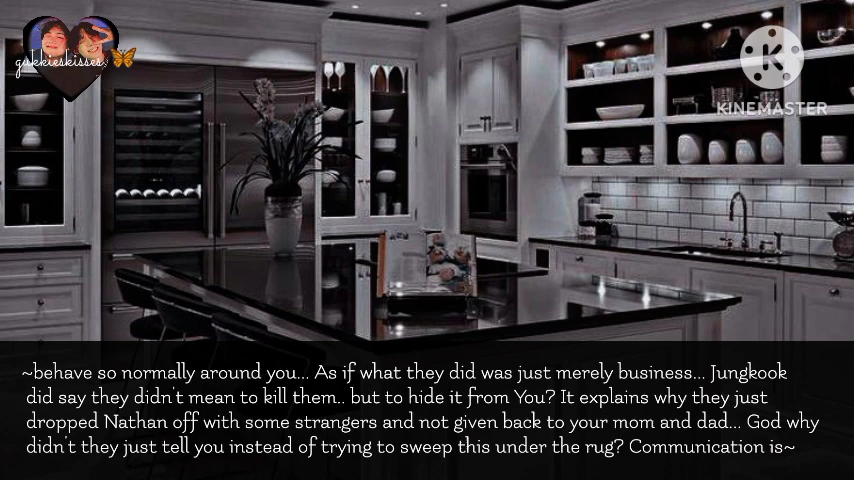 gukkieskisses
KINEMASTER
~behave so normally around you... As if what they did was just merely business... Jungkook
did say they didn't mean to kill them.. but to hide it from You? It explains why they just
dropped Nathan off with some strangers and not given back to your mom and dad... God why
didn't they just tell you instead of trying to sweep this under the rug? Communication is~